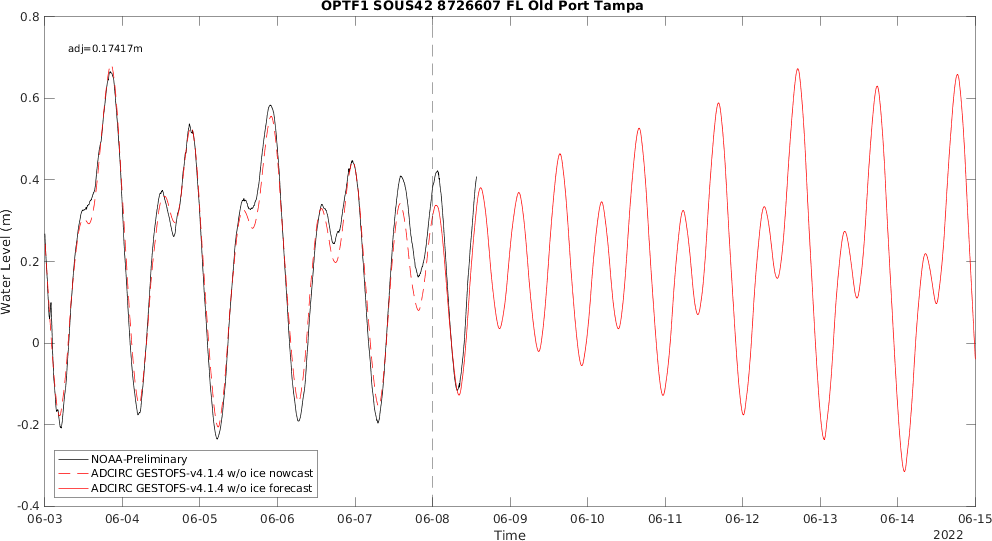 OPTF1 SOUS42 8726607 FL Old Port Tampa
adj=0.17417m
0.8
0.6
0.4
0.2
0
-0.2
-0.4
Water Level (m)
NOAA-Preliminary
ADCIRC GESTOFS-v4.1.4 w/o ice nowcast
ADCIRC GESTOFS-v4.1.4 w/o ice forecast
06-03 06-04 06-05 06-06 06-07 06-08 06-09 06-10 06-11 06-12 06-13 06-14 06-15
Time
2022